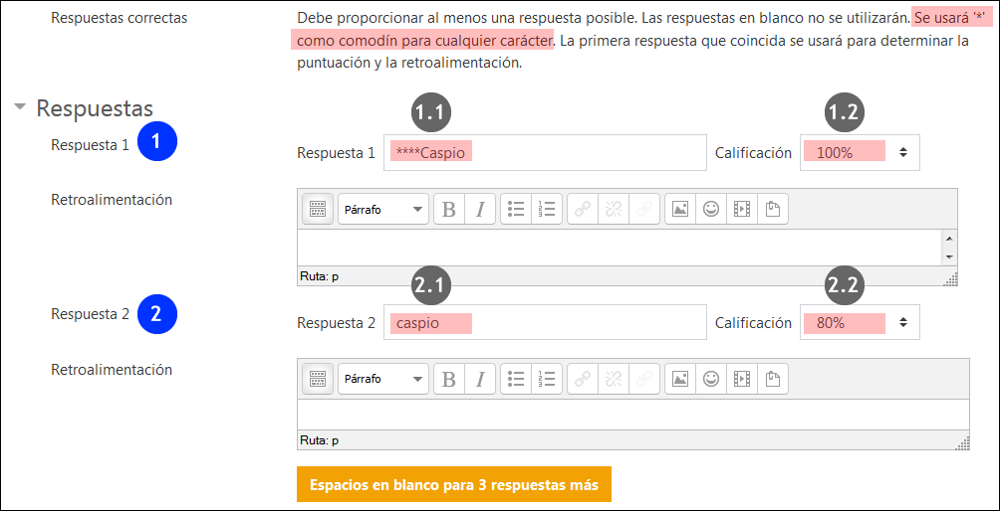 Respuestas correctas
Debe proporcionar al menos una respuesta posible. Las respuestas en blanco no se utilizarán. Se usará '*'
como comodín para cualquier carácter. La primera respuesta que coincida se usará para determinar la
puntuación y la retroalimentación.
Respuestas
1.1 1.2
Respuesta 1 1 Respuesta 1 ****Caspio Calificación 100%
Retroalimentación
Párrafo B I
Ruta: p
2.1 2.2
Respuesta 2 2 Respuesta 2 caspio Calificación 80%
Retroalimentación
Párrafo B I
Ruta: p
Espacios en blanco para 3 respuestas más